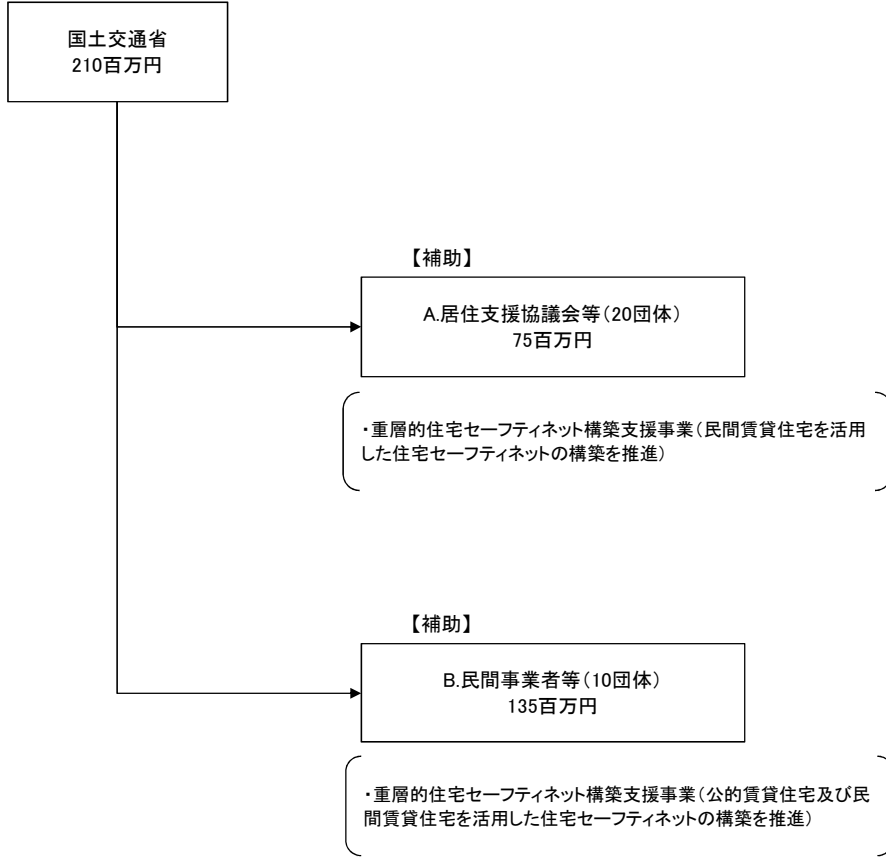 国土交通省
210百万円
【補助】
A.居住支援協議会等(20団体)
75百万円
・重層的住宅セーフティネット構築支援事業(民間賃貸住宅を活用
した住宅セーフティネットの構築を推進)
【補助】
B.民間事業者等(10団体)
135百万円
・重層的住宅セーフティネット構築支援事業(公的賃貸住宅及び民
間賃貸住宅を活用した住宅セーフティネットの構築を推進)